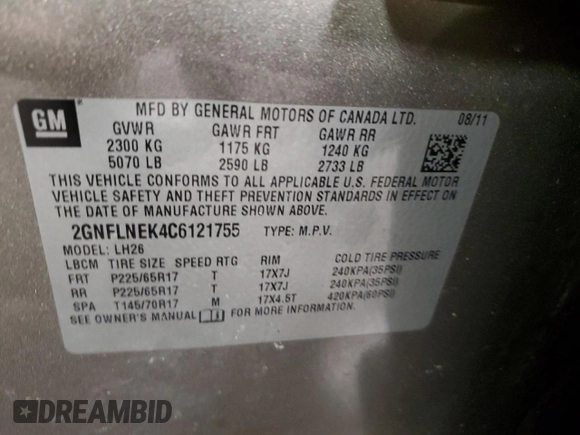 GM ®
MFD BY GENERAL MOTORS OF CANADA LTD. 08/11
GVWR GAWR FRT GAWR RR
2300 KG 1175 KG 1240 KG
5070 LB 2590 LB 2733 LB
THIS VEHICLE CONFORMS TO ALL APPLICABLE U.S. FEDERAL MOTOR
VEHICLE SAFETY AND THEFT PREVENTION STANDARDS IN EFFECT ON
THE DATE OF MANUFACTURE SHOWN ABOVE.
2GNFLNEK4C6121755 TYPE: M.P.V.
MODEL: LH26
LBCM TIRE SIZE SPEED RTG RIM COLD TIRE PRESSURE
FRT P225/65R17 T 17X7J 240KPA(35PSI)
RR P225/65R17 T 17X7J 240KPA(35PSI)
SPA T145/70R17 M 17X4.5T 420KPA(60PSI)
SEE OWNER'S MANUAL FOR MORE INFORMATION.
DREAMBID